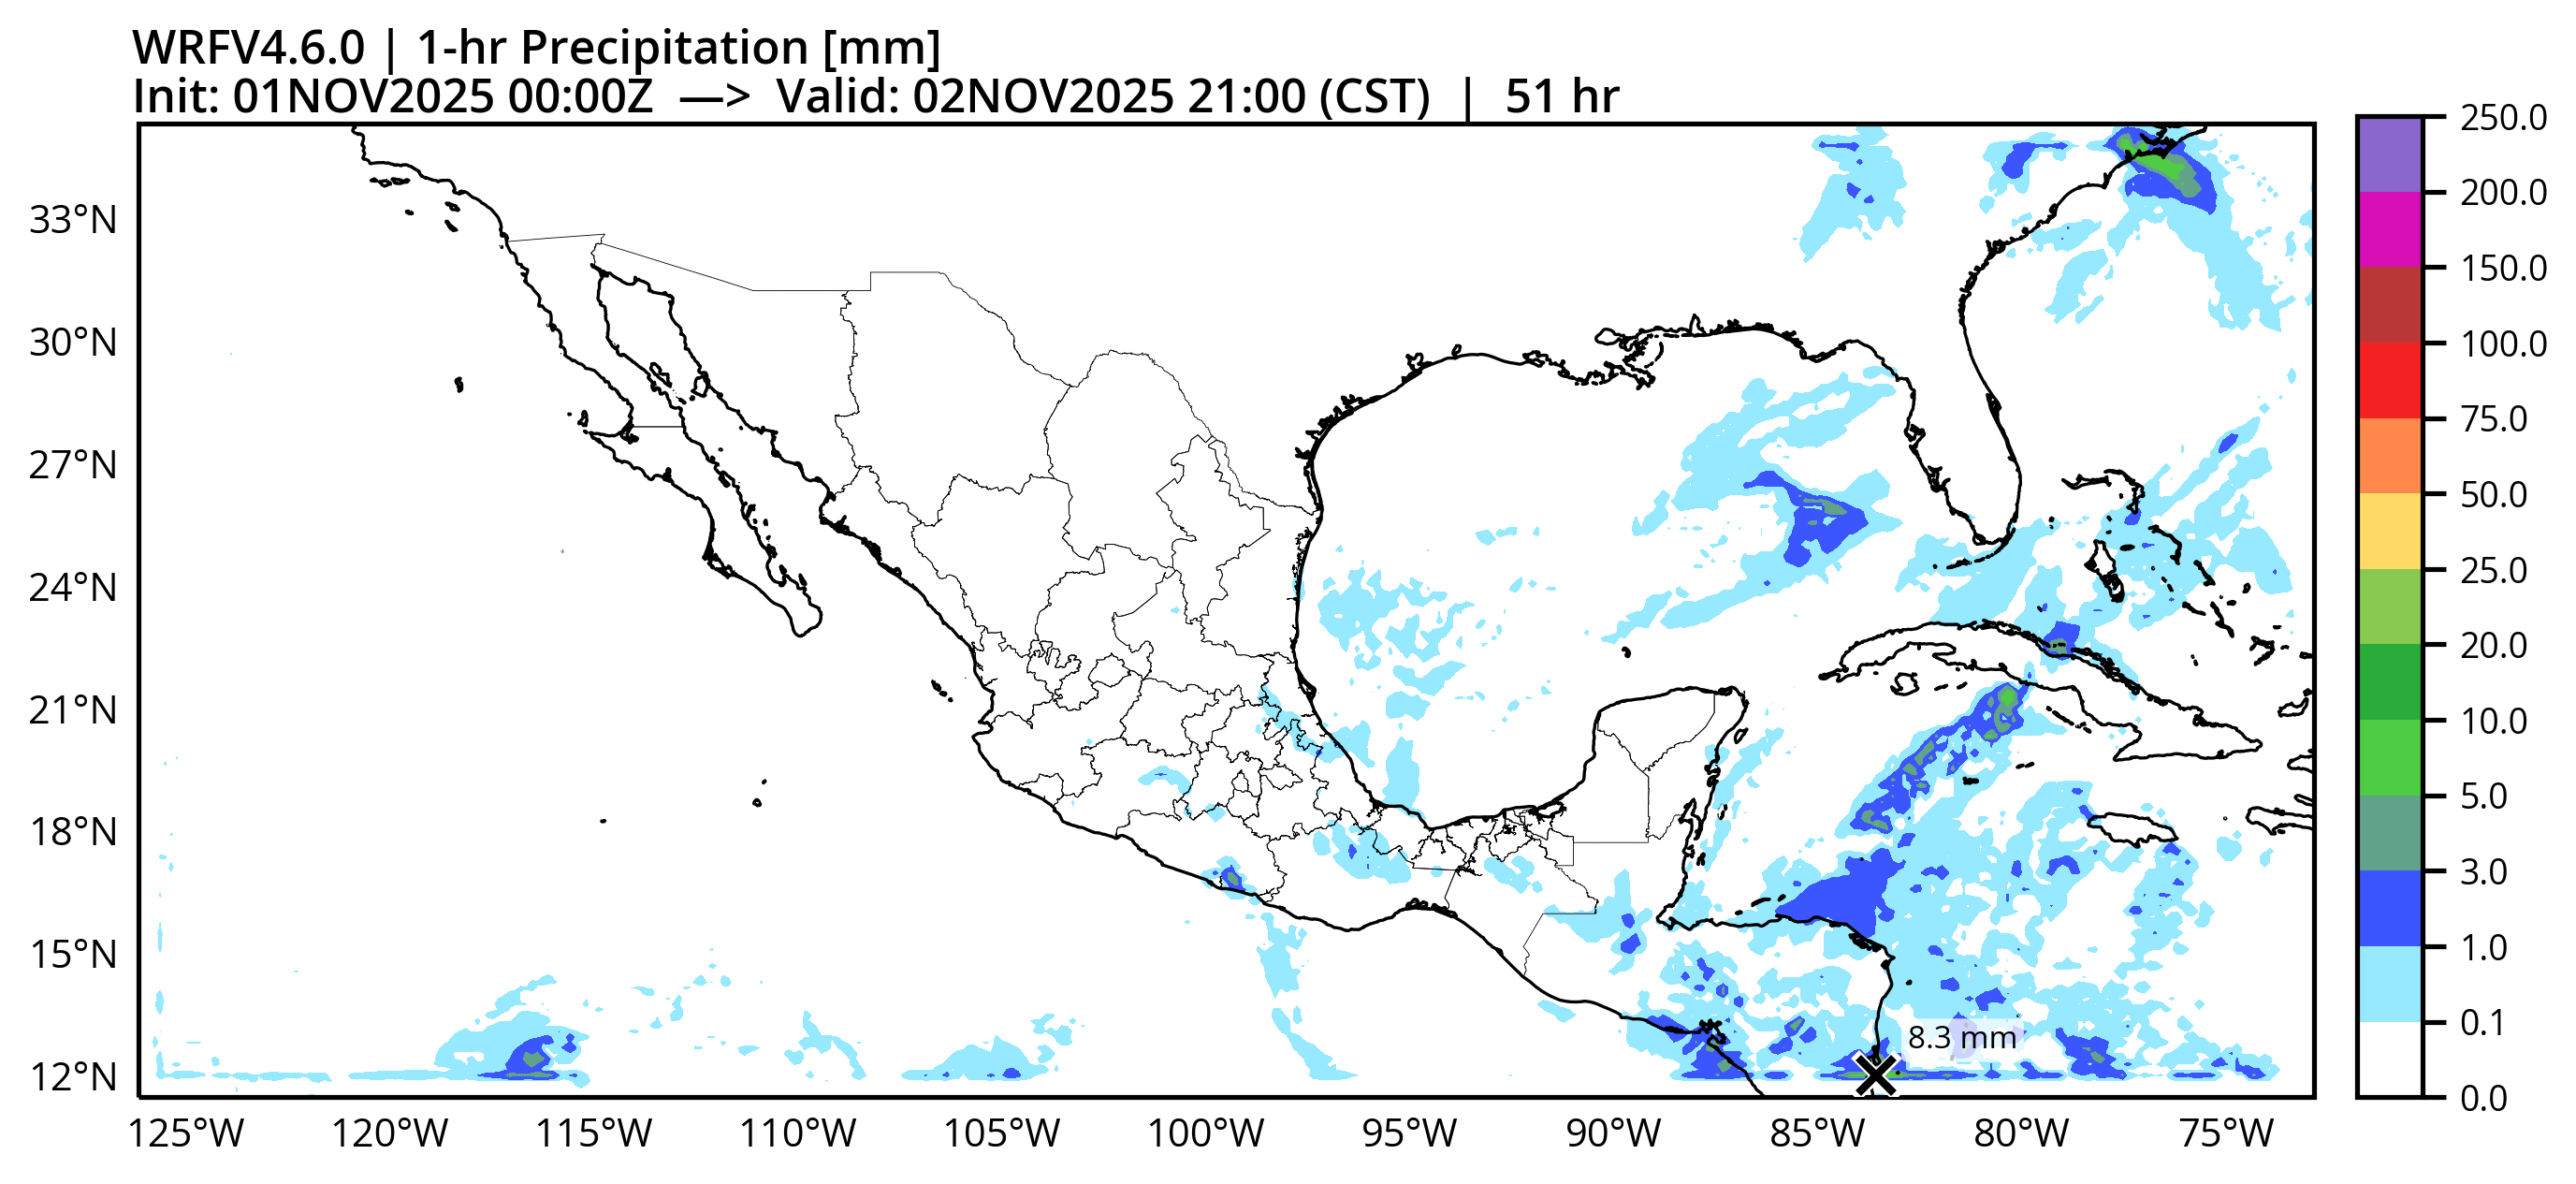 WRFV4.6.0 | 1-hr Precipitation [mm]
Init: 01NOV2025 00:00Z —> Valid: 02NOV2025 21:00 (CST) | 51 hr
33°N
30°N
27°N
24°N
21°N
18°N
15°N
12°N
125°W 120°W 115°W 110°W 105°W 100°W 95°W 90°W 85°W 80°W 75°W
8.3 mm
250.0
200.0
150.0
100.0
75.0
50.0
25.0
20.0
10.0
5.0
3.0
1.0
0.1
0.0